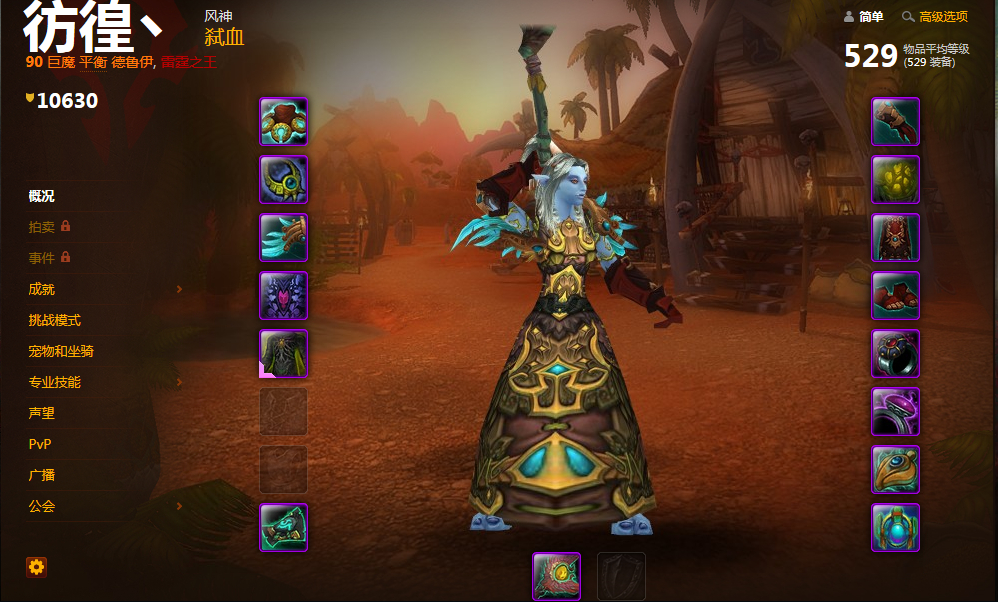 彷徨丶
风神
弑血
90 巨魔 平衡 德鲁伊, 雷霆之王
10630
简单
高级选项
529 物品平均等级
(529 装备)
概况
拍卖
事件
成就
挑战模式
宠物和坐骑
专业技能
声望
PvP
广播
公会